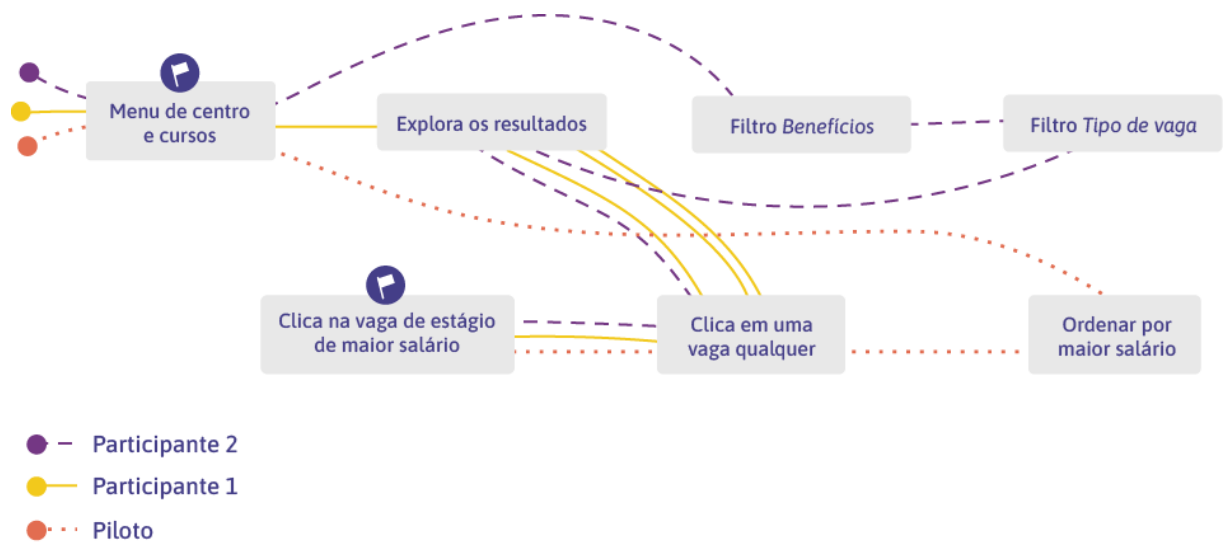 Menu de centro
e cursos
Explora os resultados
Filtro Benefícios
Filtro Tipo de vaga
Clica na vaga de estágio
de maior salário
Clica em uma
vaga qualquer
Ordenar por
maior salário
Participante 2
Participante 1
Piloto